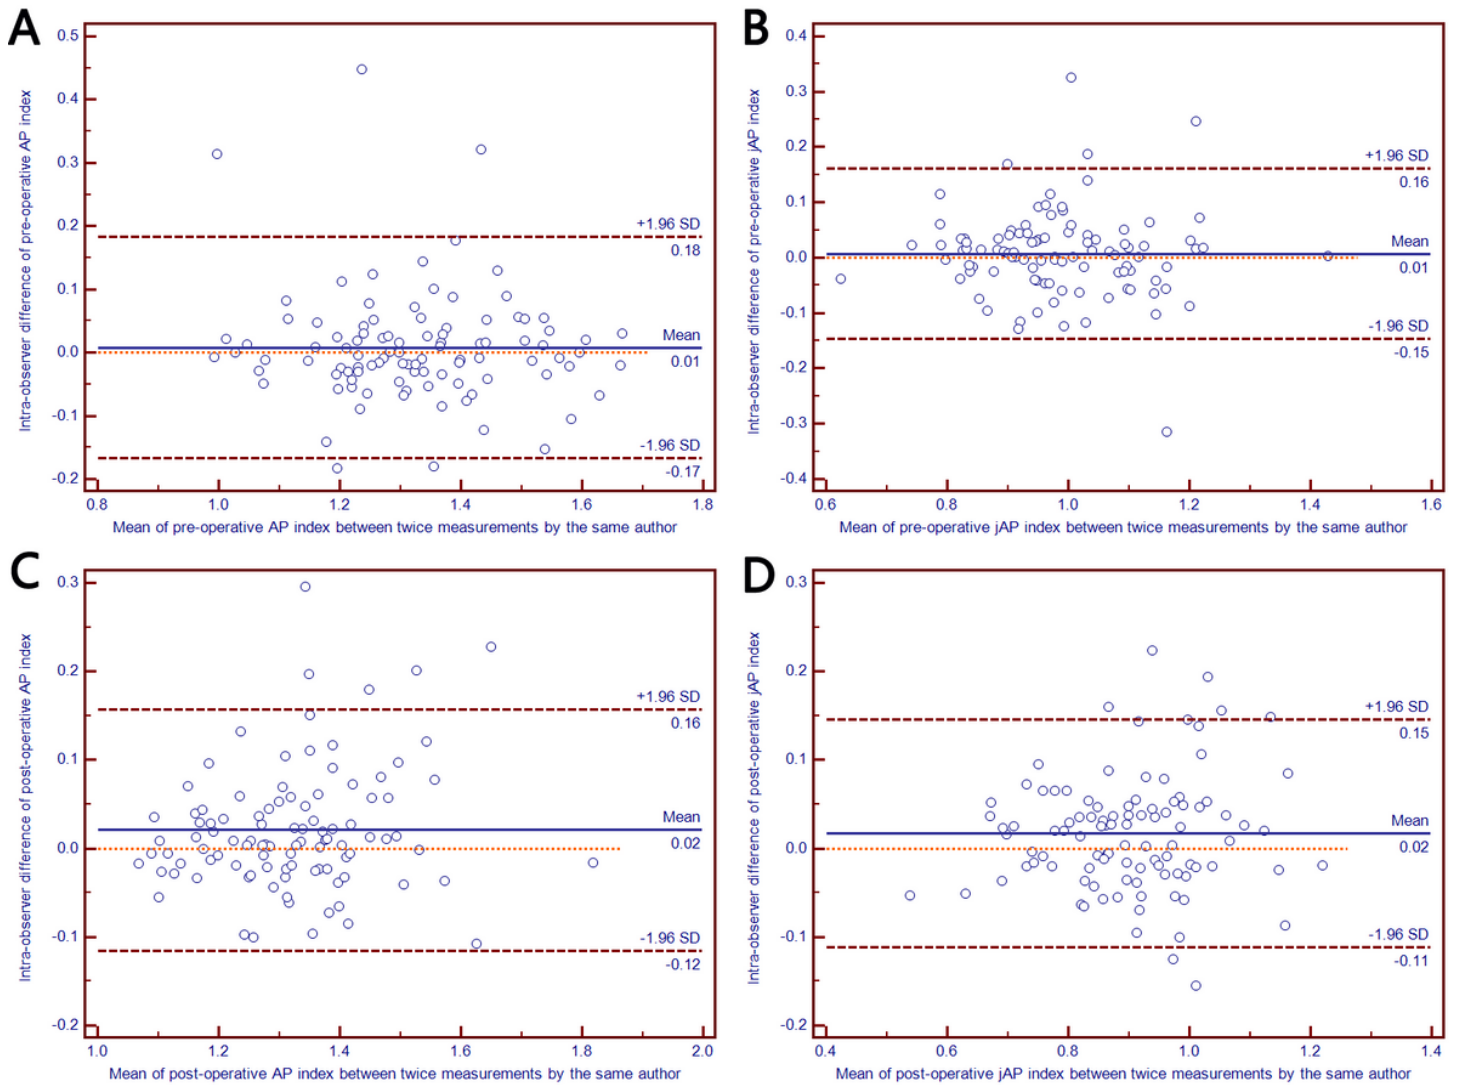 A
Intra-observer difference of pre-operative AP index
0.5
0.4
0.3
0.2
0.1
0.0
-0.1
-0.2
+1.96 SD
0.18
Mean
0.01
-1.96 SD
-0.17
0.8 1.0 1.2 1.4 1.6 1.8
Mean of pre-operative AP index between twice measurements by the same author
B
Intra-observer difference of pre-operative jAP index
0.4
0.3
0.2
0.1
0.0
-0.1
-0.2
-0.3
-0.4
+1.96 SD
0.16
Mean
0.01
-1.96 SD
-0.15
0.6 0.8 1.0 1.2 1.4 1.6
Mean of pre-operative jAP index between twice measurements by the same author
C
Intra-observer difference of post-operative AP index
0.3
0.2
0.1
0.0
-0.1
-0.2
+1.96 SD
0.16
Mean
0.02
-1.96 SD
-0.12
1.0 1.2 1.4 1.6 1.8 2.0
Mean of post-operative AP index between twice measurements by the same author
D
Intra-observer difference of post-operative jAP index
0.3
0.2
0.1
0.0
-0.1
-0.2
+1.96 SD
0.15
Mean
0.02
-1.96 SD
-0.11
0.4 0.6 0.8 1.0 1.2 1.4
Mean of post-operative jAP index between twice measurements by the same author